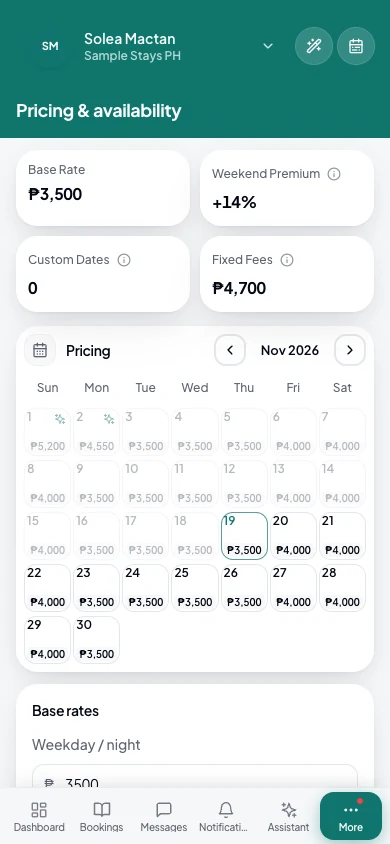 SM
Solea Mactan
Sample Stays PH
Pricing & availability
Base Rate
₱3,500
Weekend Premium
+14%
Custom Dates
0
Fixed Fees
₱4,700
Pricing
Nov 2026
Sun Mon Tue Wed Thu Fri Sat
1 2 3 4 5 6 7
₱5,200 ₱4,550 ₱3,500 ₱3,500 ₱3,500 ₱4,000 ₱4,000
8 9 10 11 12 13 14
₱4,000 ₱3,500 ₱3,500 ₱3,500 ₱3,500 ₱4,000 ₱4,000
15 16 17 18 19 20 21
₱4,000 ₱3,500 ₱3,500 ₱3,500 ₱3,500 ₱4,000 ₱4,000
22 23 24 25 26 27 28
₱4,000 ₱3,500 ₱3,500 ₱3,500 ₱3,500 ₱4,000 ₱4,000
29 30
₱4,000 ₱3,500
Base rates
Weekday / night
₱ 3500
Dashboard Bookings Messages Notificati... Assistant More